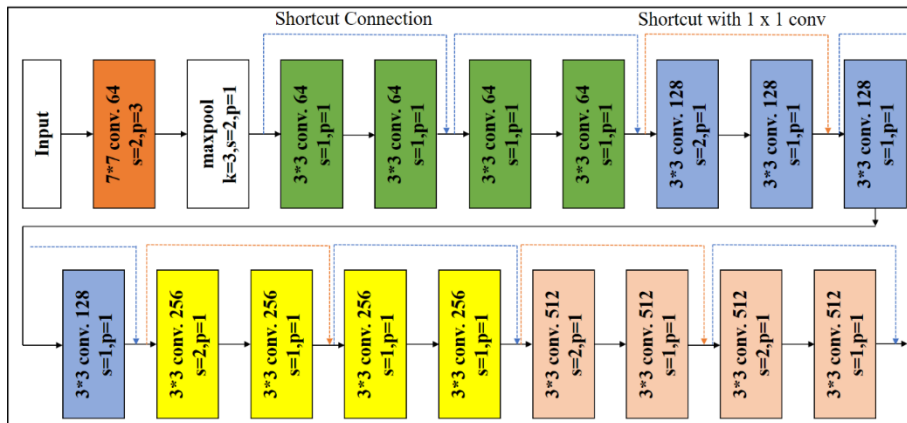 Shortcut Connection
Shortcut with 1 x 1 conv
Input
7*7 conv. 64
s=2,p=3
maxpool
k=3,s=2,p=1
3*3 conv. 64
s=1,p=1
3*3 conv. 64
s=1,p=1
3*3 conv. 64
s=1,p=1
3*3 conv. 64
s=1,p=1
3*3 conv. 128
s=2,p=1
3*3 conv. 128
s=1,p=1
3*3 conv. 128
s=1,p=1
3*3 conv. 128
s=1,p=1
3*3 conv. 256
s=2,p=1
3*3 conv. 256
s=1,p=1
3*3 conv. 256
s=1,p=1
3*3 conv. 256
s=1,p=1
3*3 conv. 512
s=2,p=1
3*3 conv. 512
s=1,p=1
3*3 conv. 512
s=2,p=1
3*3 conv. 512
s=1,p=1